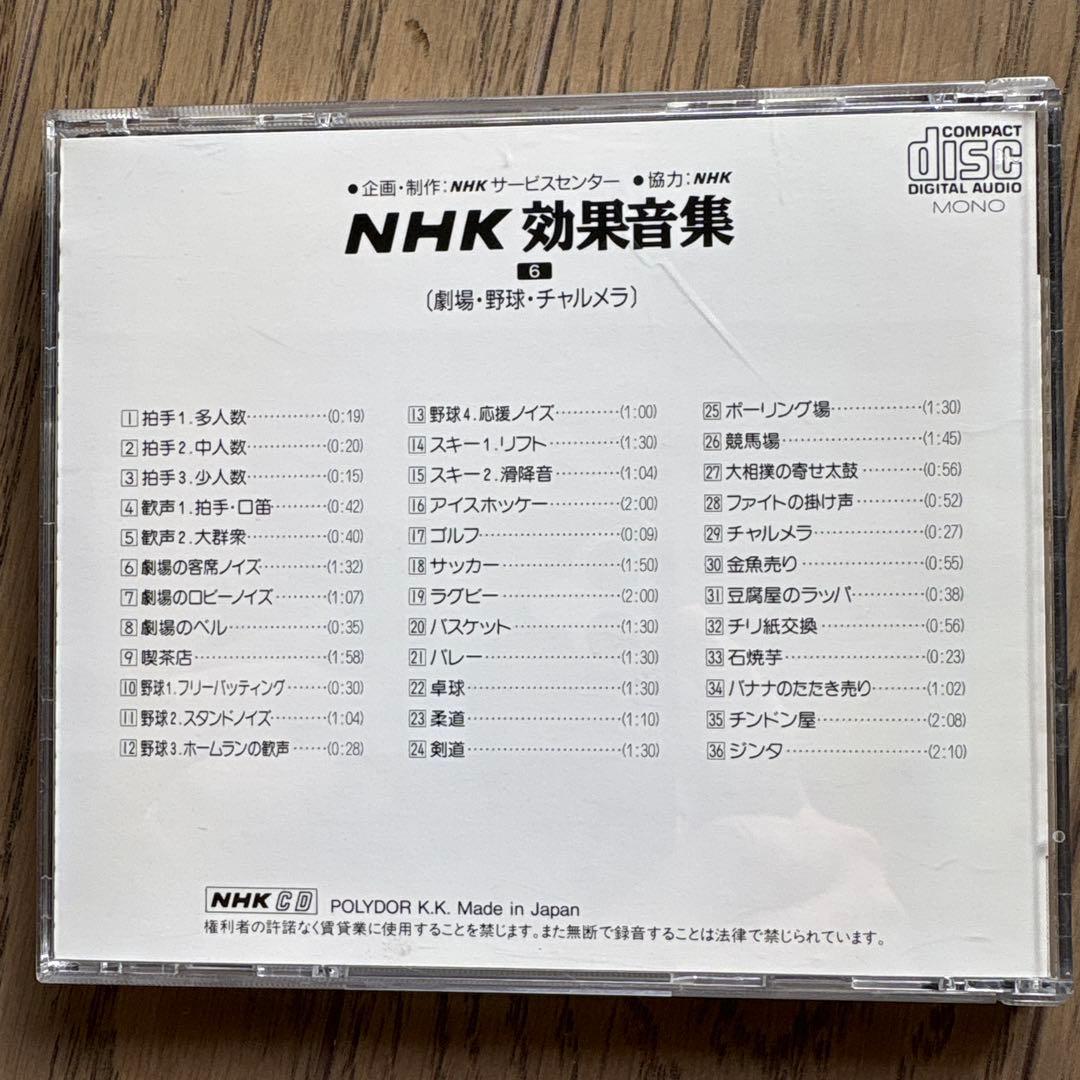 COMPACT
disc
DIGITAL AUDIO
MONO
●企画・制作：NHKサービスセンター ●協力：NHK
NHK 効果音集
6
〔劇場・野球・チャルメラ〕
1 拍手1.多人数…………(0:19)
2 拍手2.中人数…………(0:20)
3 拍手3.少人数…………(0:15)
4 歓声1.拍手・口笛………(0:42)
5 歓声2.大群衆…………(0:40)
6 劇場の客席ノイズ………(1:32)
7 劇場のロビーノイズ………(1:07)
8 劇場のベル……………(0:35)
9 喫茶店…………………(1:58)
10 野球1.フリーバッティング……(0:30)
11 野球2.スタンドノイズ………(1:04)
12 野球3.ホームランの歓声……(0:28)
13 野球4.応援ノイズ…………(1:00)
14 スキー1.リフト……………(1:30)
15 スキー2.滑降音…………(1:04)
16 アイスホッケー……………(2:00)
17 ゴルフ……………………(0:09)
18 サッカー…………………(1:50)
19 ラグビー…………………(2:00)
20 バスケット………………(1:30)
21 バレー……………………(1:30)
22 卓球………………………(1:30)
23 柔道………………………(1:10)
24 剣道………………………(1:30)
25 ボーリング場……………(1:30)
26 競馬場……………………(1:45)
27 大相撲の寄せ太鼓………(0:56)
28 ファイトの掛け声…………(0:52)
29 チャルメラ………………(0:27)
30 金魚売り…………………(0:55)
31 豆腐屋のラッパ…………(0:38)
32 チリ紙交換………………(0:56)
33 石焼芋……………………(0:23)
34 バナナのたたき売り………(1:02)
35 チンドン屋………………(2:08)
36 ジンタ……………………(2:10)
NHK CD POLYDOR K.K. Made in Japan
権利者の許諾なく賃貸業に使用することを禁じます。また無断で録音することは法律で禁じられています。